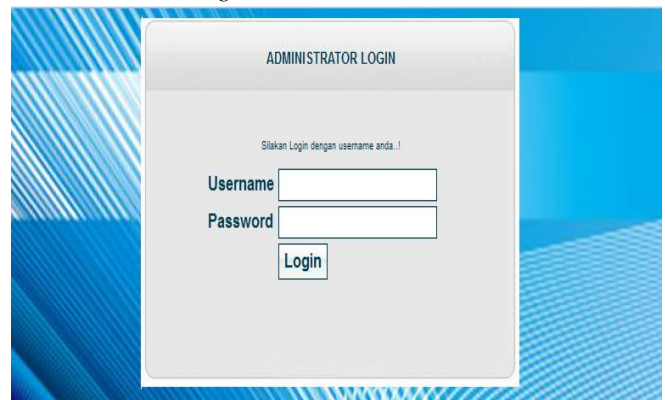 ADMINISTRATOR LOGIN
Silakan Login dengan username anda..!
Username
Password
Login